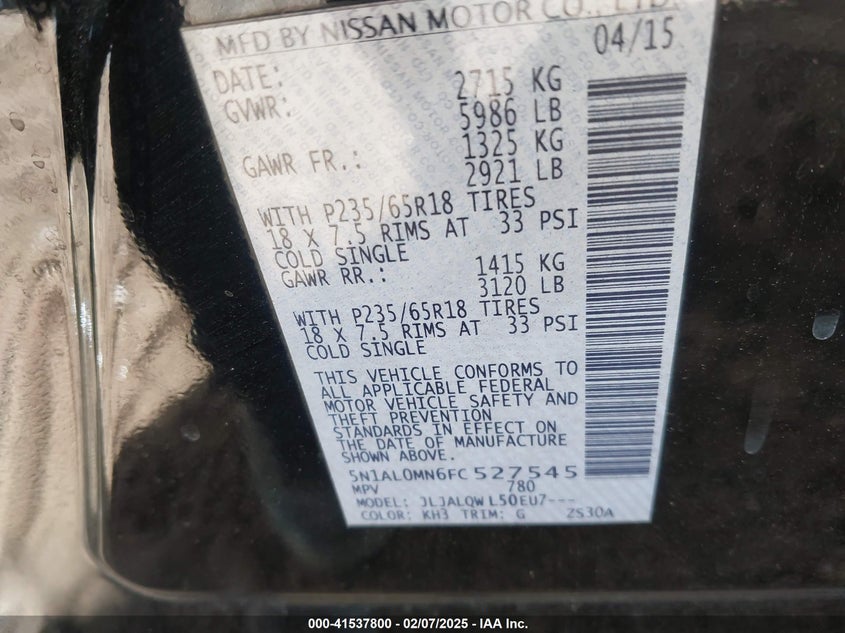 MFD BY NISSAN MOTOR CO., LTD.
DATE: 04/15
GVWR: 2715 KG
5986 LB
GAWR FR.: 1325 KG
2921 LB
WITH P235/65R18 TIRES
18 X 7.5 RIMS AT 33 PSI
COLD SINGLE
GAWR RR.: 1415 KG
3120 LB
WITH P235/65R18 TIRES
18 X 7.5 RIMS AT 33 PSI
COLD SINGLE
THIS VEHICLE CONFORMS TO
ALL APPLICABLE FEDERAL
MOTOR VEHICLE SAFETY AND
THEFT PREVENTION
STANDARDS IN EFFECT ON
THE DATE OF MANUFACTURE
SHOWN ABOVE.
5N1AL0MN6FC 527545
MPV 780
MODEL: JLJALQW L50EU7---
COLOR: KH3 TRIM: G ZS30A
000-41537800 - 02/07/2025 - IAA Inc.